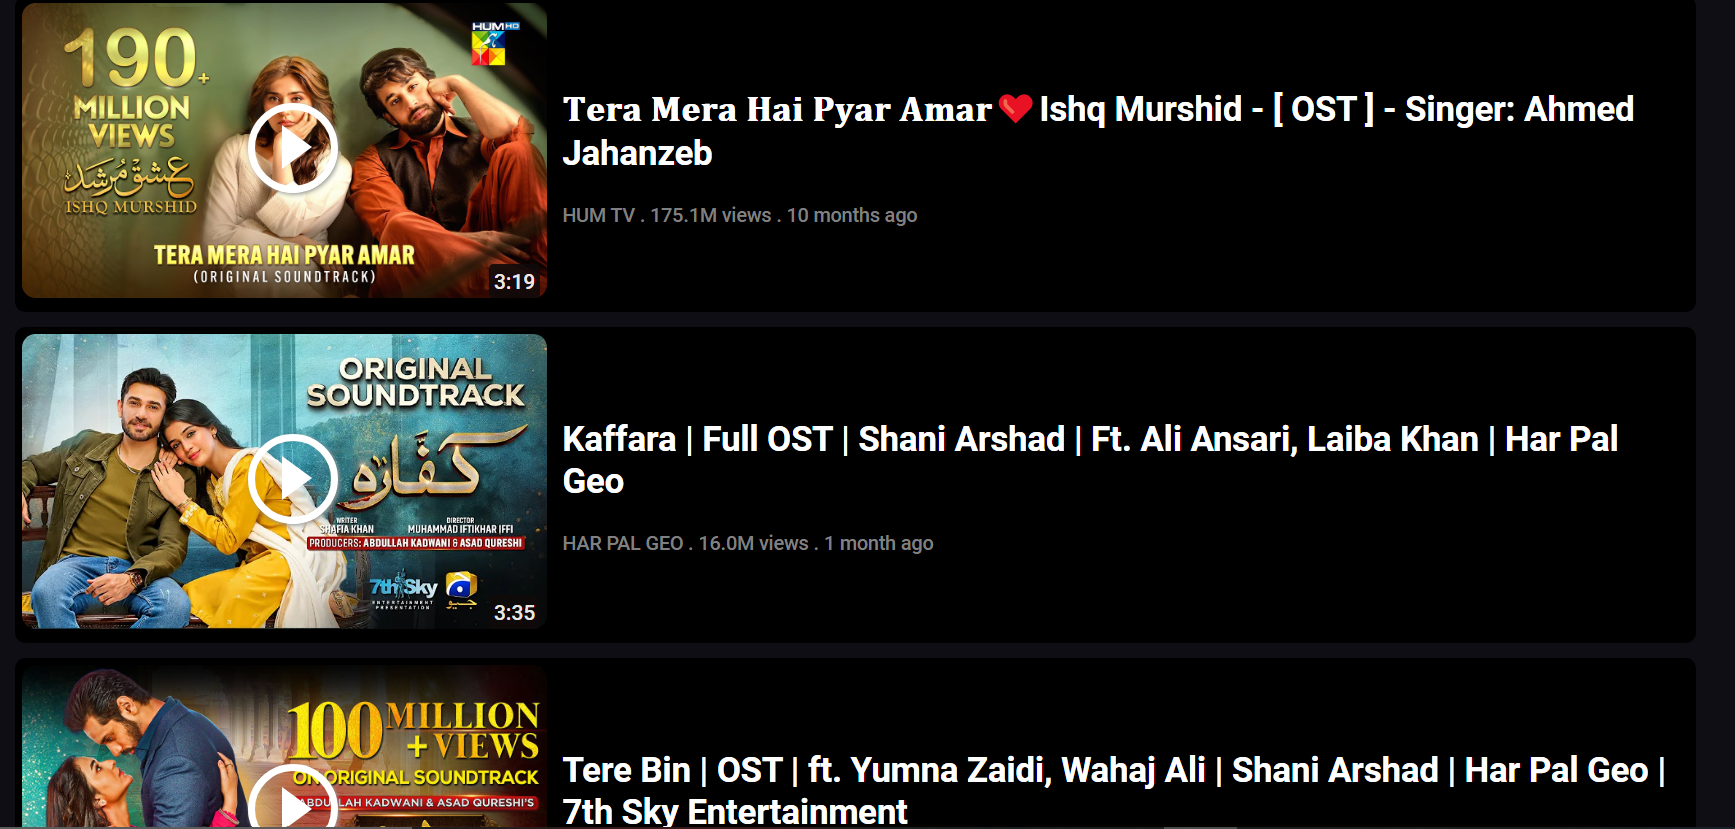 190+
MILLION
VIEWS
عشق مُرشد
ISHQ MURSHID
HUM HD
TERA MERA HAI PYAR AMAR
(ORIGINAL SOUNDTRACK)
3:19
Tera Mera Hai Pyar Amar❤️Ishq Murshid - [ OST ] - Singer: Ahmed
Jahanzeb
HUM TV . 175.1M views . 10 months ago
ORIGINAL
SOUNDTRACK
کفّارہ
WRITER
SHAFIA KHAN
DIRECTOR
MUHAMMAD IFTIKHAR IFFI
PRODUCERS: ABDULLAH KADWANI & ASAD QURESHI
7th Sky
ENTERTAINMENT
PRESENTATION
جیو
3:35
Kaffara | Full OST | Shani Arshad | Ft. Ali Ansari, Laiba Khan | Har Pal
Geo
HAR PAL GEO . 16.0M views . 1 month ago
100 MILLION
+ VIEWS
ON ORIGINAL SOUNDTRACK
ABDULLAH KADWANI & ASAD QURESHI'S
Tere Bin | OST | ft. Yumna Zaidi, Wahaj Ali | Shani Arshad | Har Pal Geo |
7th Sky Entertainment